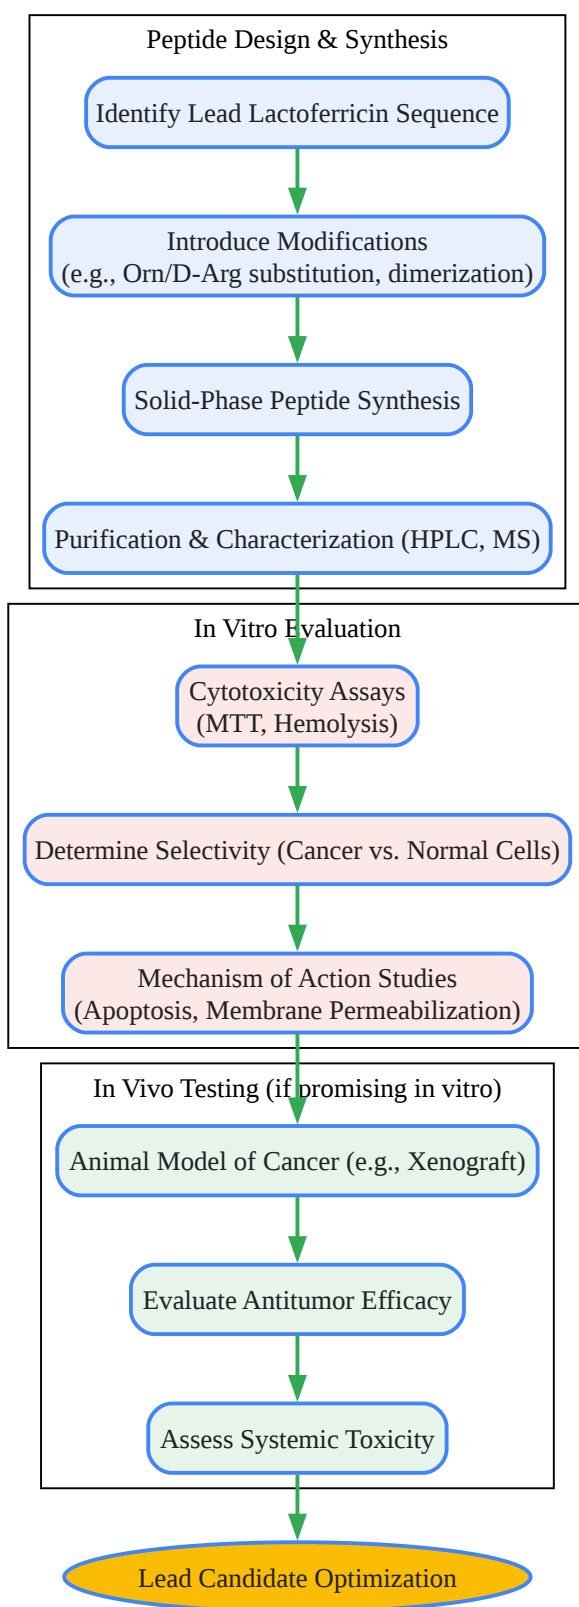 Peptide Design & Synthesis
Identify Lead Lactoferricin Sequence
Introduce Modifications
(e.g., Orn/D-Arg substitution, dimerization)
Solid-Phase Peptide Synthesis
Purification & Characterization (HPLC, MS)
In Vitro Evaluation
Cytotoxicity Assays
(MTT, Hemolysis)
Determine Selectivity (Cancer vs. Normal Cells)
Mechanism of Action Studies
(Apoptosis, Membrane Permeabilization)
In Vivo Testing (if promising in vitro)
Animal Model of Cancer (e.g., Xenograft)
Evaluate Antitumor Efficacy
Assess Systemic Toxicity
Lead Candidate Optimization